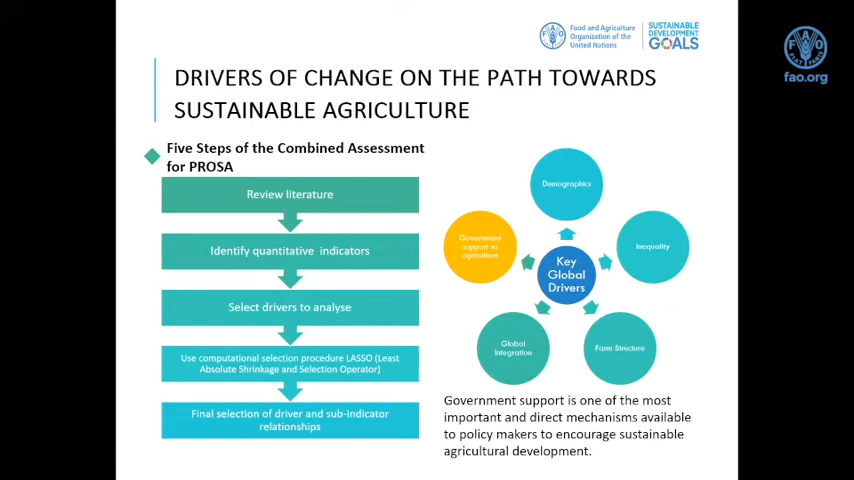 Food and Agriculture
Organization of the
United Nations
SUSTAINABLE
DEVELOPMENT
GOALS
FAO
FIAT PANIS
fao.org
DRIVERS OF CHANGE ON THE PATH TOWARDS
SUSTAINABLE AGRICULTURE
Five Steps of the Combined Assessment
for PROSA
Review literature
Identify quantitative indicators
Select drivers to analyse
Use computational selection procedure LASSO (Least
Absolute Shrinkage and Selection Operator)
Final selection of driver and sub-indicator
relationships
Demographics
Government
support to
agriculture
Inequality
Key
Global
Drivers
Global
Integration
Farm Structure
Government support is one of the most
important and direct mechanisms available
to policy makers to encourage sustainable
agricultural development.